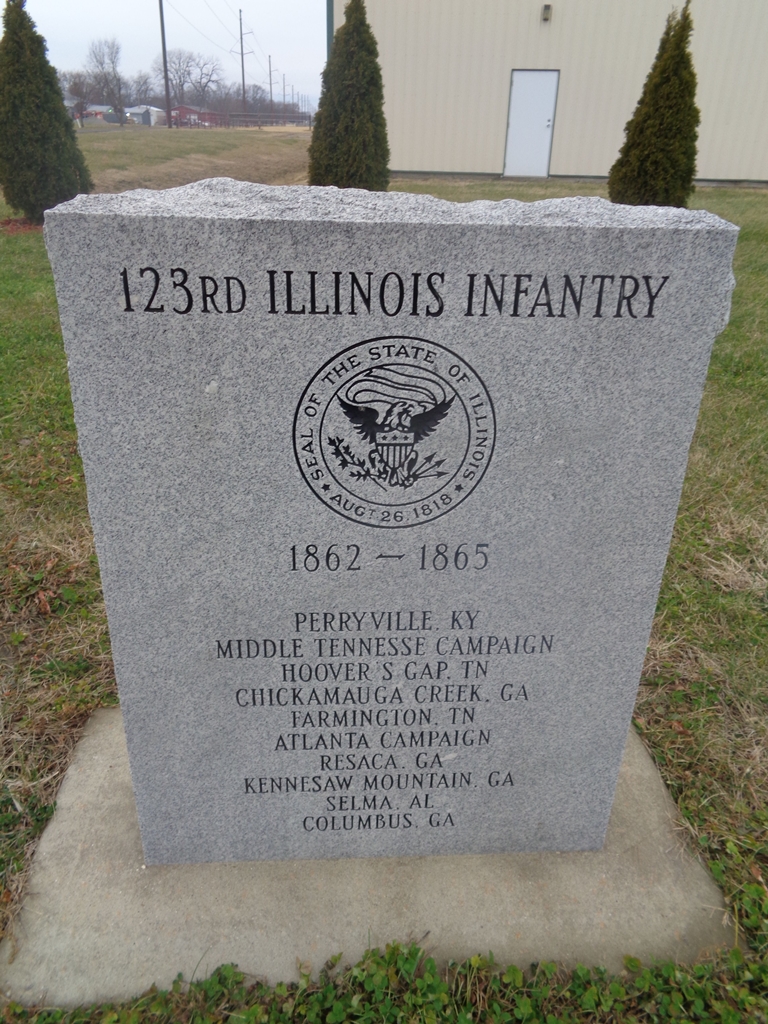 123RD ILLINOIS INFANTRY
SEAL OF THE STATE OF ILLINOIS
AUGT 26, 1818
1862 — 1865
PERRYVILLE, KY
MIDDLE TENNESSE CAMPAIGN
HOOVER'S GAP, TN
CHICKAMAUGA CREEK, GA
FARMINGTON, TN
ATLANTA CAMPAIGN
RESACA, GA
KENNESAW MOUNTAIN, GA
SELMA, AL
COLUMBUS, GA